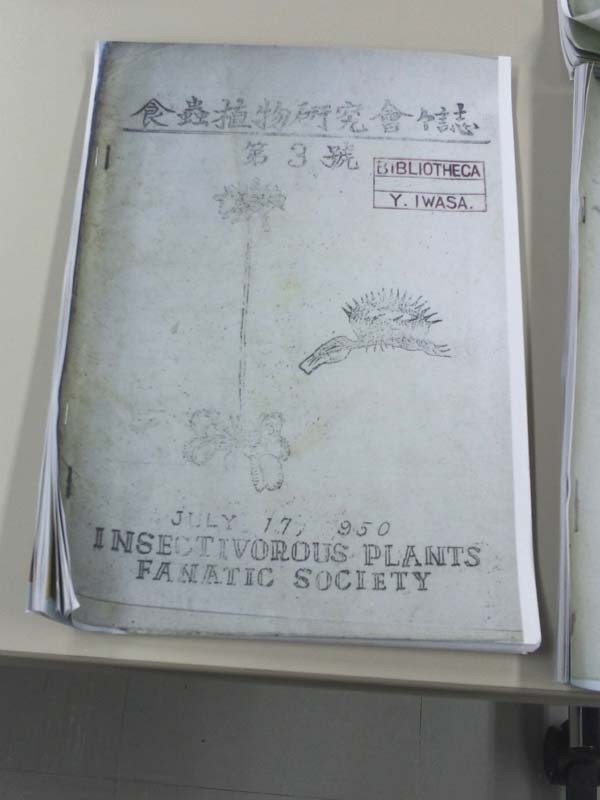 食蟲植物研究會々誌
第3號
BIBLIOTHECA
Y. IWASA.
JULY 17, 1950
INSECTIVOROUS PLANTS
FANATIC SOCIETY